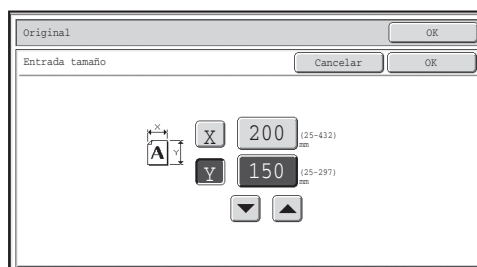 Original OK
Entrada tamaño Cancelar OK
X
A Y
X 200 (25-432)
mm
Y 150 (25-297)
mm